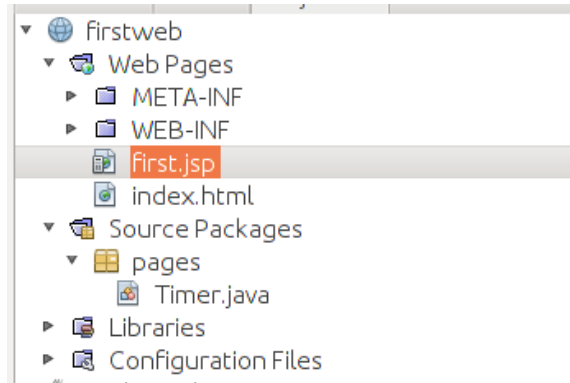 firstweb
Web Pages
META-INF
WEB-INF
first.jsp
index.html
Source Packages
pages
Timer.java
Libraries
Configuration Files